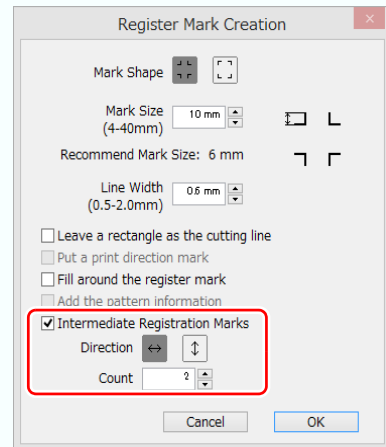 Register Mark Creation
Mark Shape
Mark Size
(4-40mm)
10 mm
Recommend Mark Size: 6 mm
Line Width
(0.5-2.0mm)
0.6 mm
Leave a rectangle as the cutting line
Put a print direction mark
Fill around the register mark
Add the pattern information
Intermediate Registration Marks
Direction
Count 2
Cancel OK